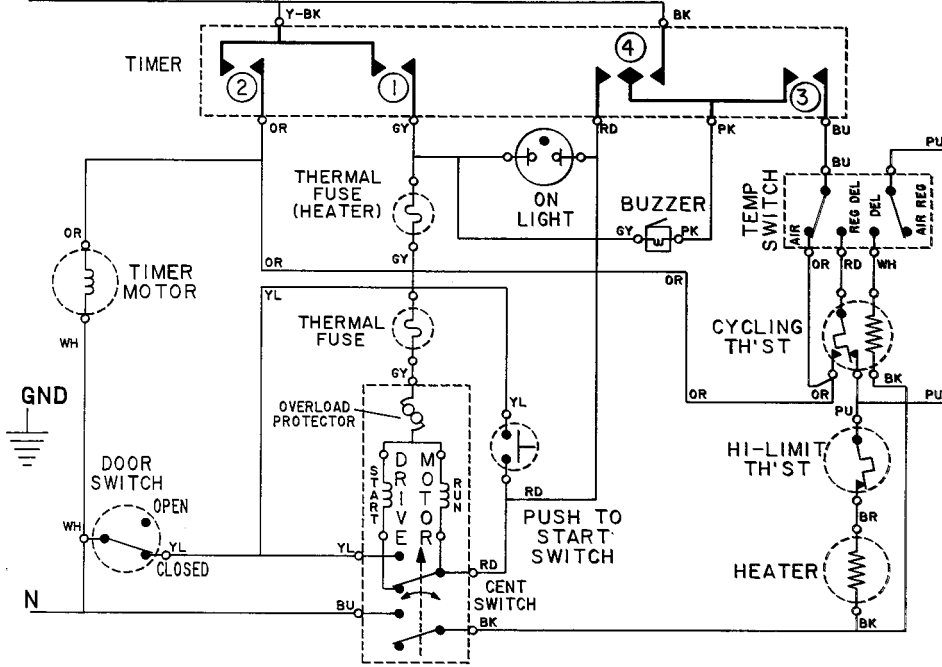 Y-BK
BK
TIMER
2
1
4
3
OR
GY
RD
PK
BU
BU
PU
THERMAL
FUSE
(HEATER)
ON
LIGHT
BUZZER
GY
PK
TEMP
SWITCH
AIR
REG DEL
DEL
AIR REG
OR
TIMER
MOTOR
WH
GY
OR
OR
OR
RD
WH
YL
THERMAL
FUSE
GY
CYCLING
TH'ST
OR
BK
PU
PU
GND
OVERLOAD
PROTECTOR
YL
HI-LIMIT
TH'ST
DOOR
SWITCH
OPEN
WH
YL
CLOSED
START
DRIVE
MOTOR
RUN
RD
PUSH TO
START
SWITCH
BR
YL
RD
CENT
SWITCH
HEATER
N
BU
BK
BK